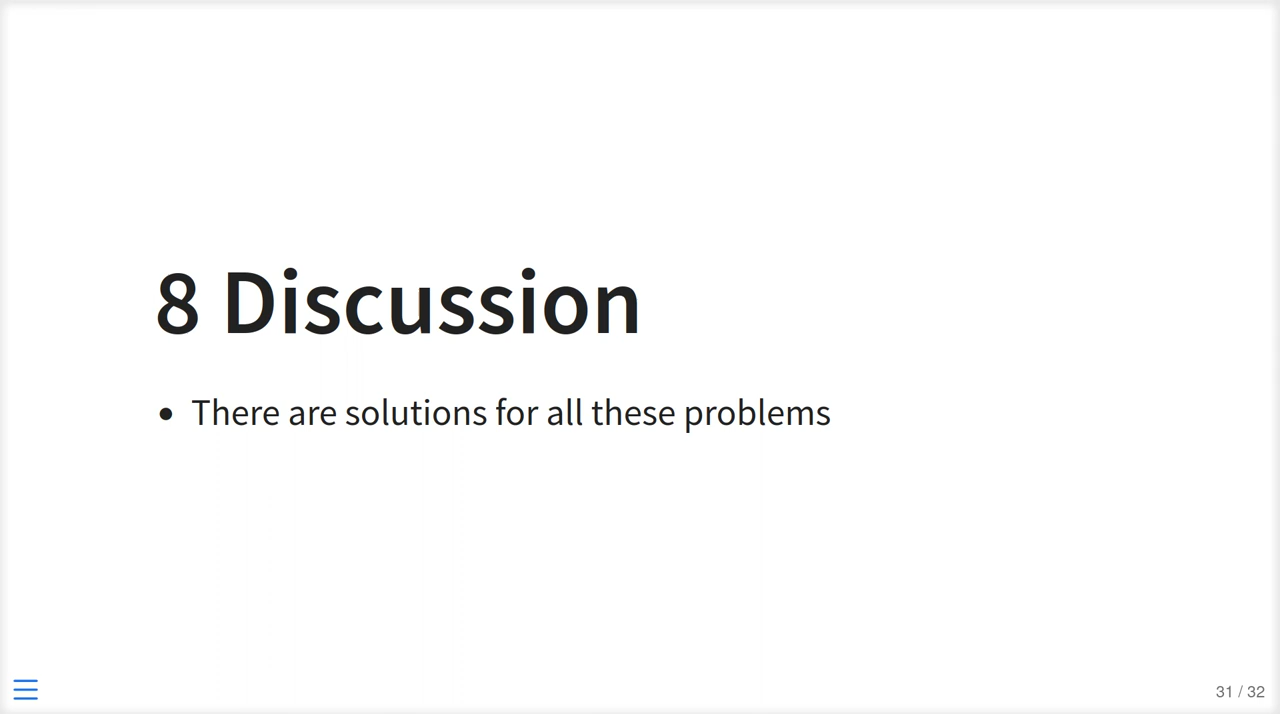 8 Discussion
• There are solutions for all these problems
31 / 32